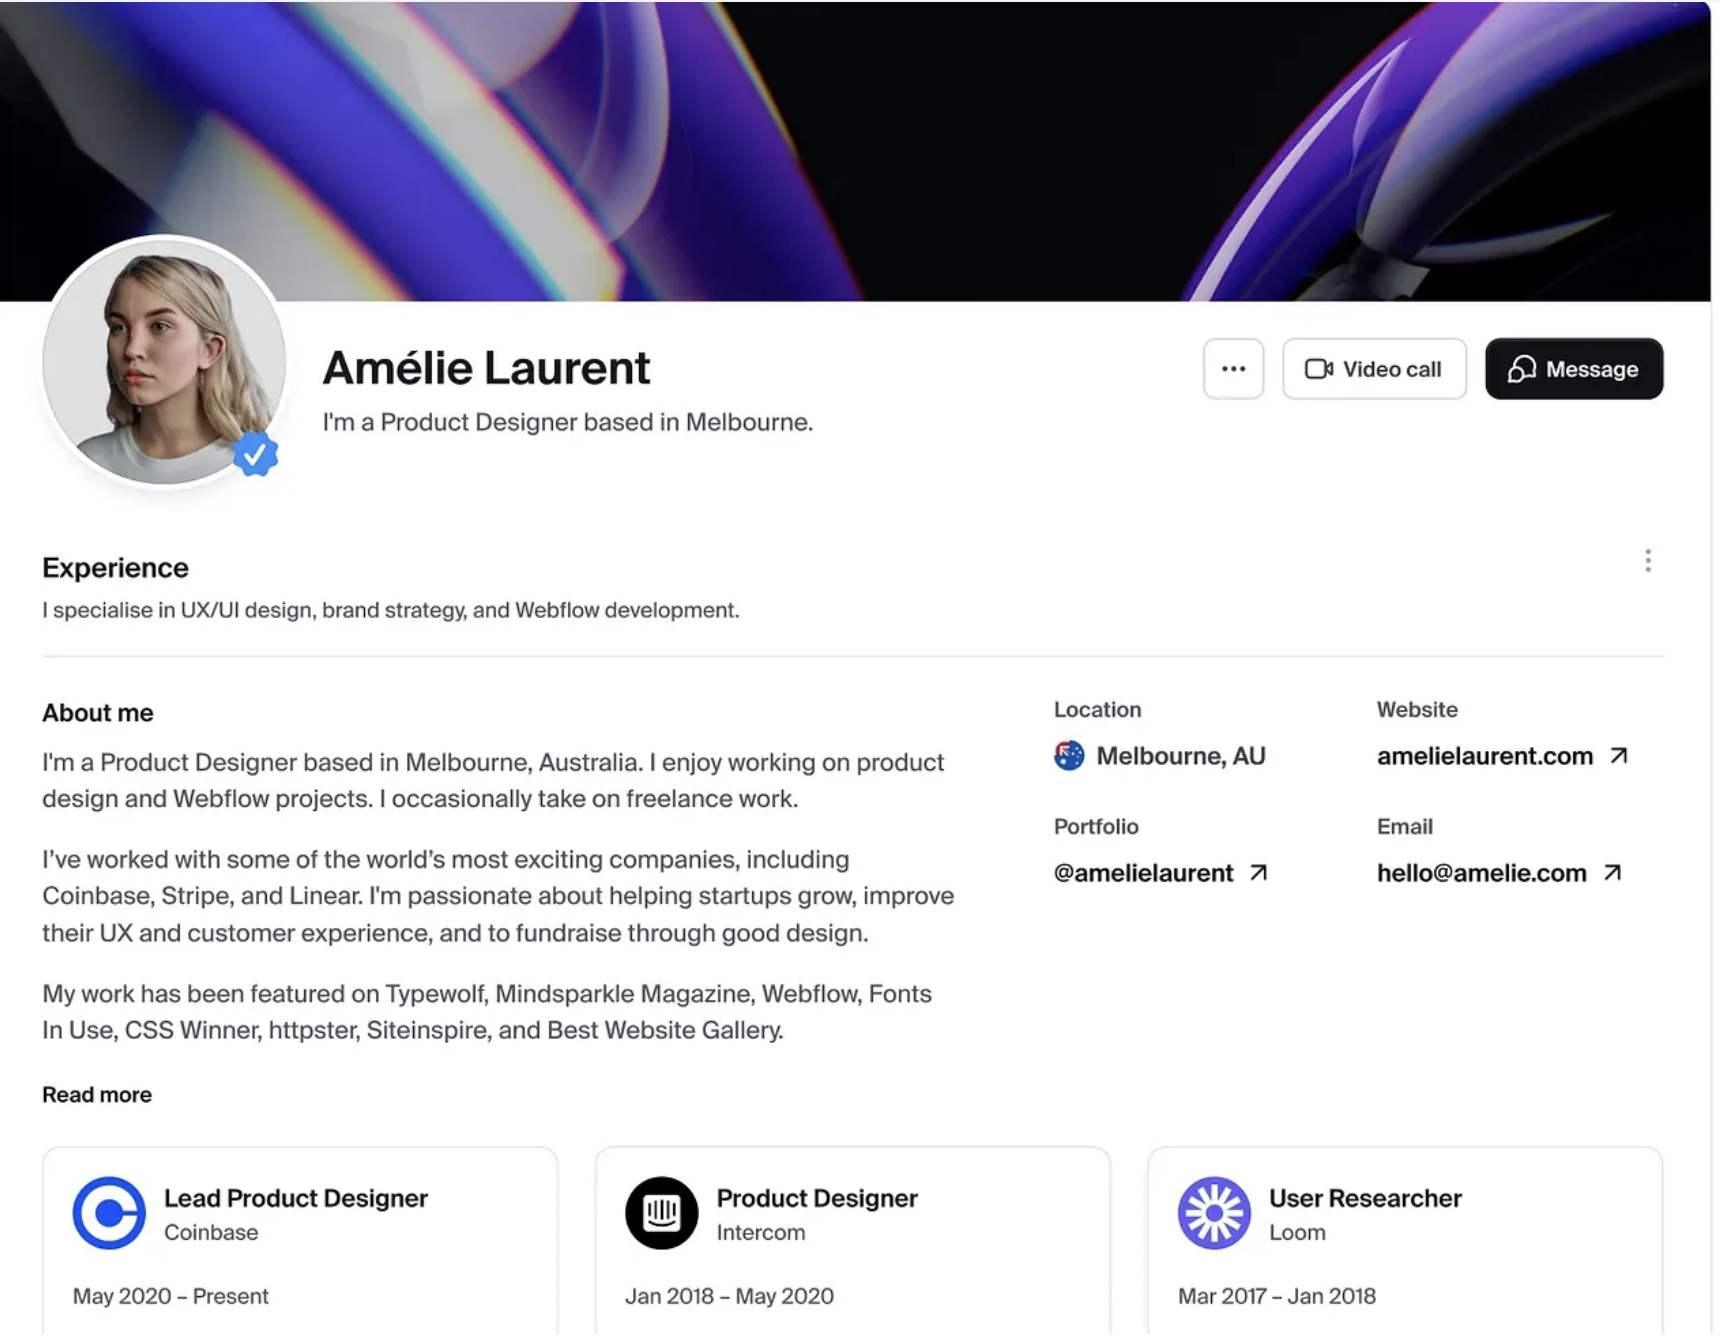 Amélie Laurent
I'm a Product Designer based in Melbourne.
Video call
Message
Experience
I specialise in UX/UI design, brand strategy, and Webflow development.
About me
I'm a Product Designer based in Melbourne, Australia. I enjoy working on product
design and Webflow projects. I occasionally take on freelance work.
I’ve worked with some of the world’s most exciting companies, including
Coinbase, Stripe, and Linear. I'm passionate about helping startups grow, improve
their UX and customer experience, and to fundraise through good design.
My work has been featured on Typewolf, Mindsparkle Magazine, Webflow, Fonts
In Use, CSS Winner, httpster, Siteinspire, and Best Website Gallery.
Read more
Location
Melbourne, AU
Website
amelielaurent.com
Portfolio
@amelielaurent
Email
hello@amelie.com
Lead Product Designer
Coinbase
May 2020 – Present
Product Designer
Intercom
Jan 2018 – May 2020
User Researcher
Loom
Mar 2017 – Jan 2018